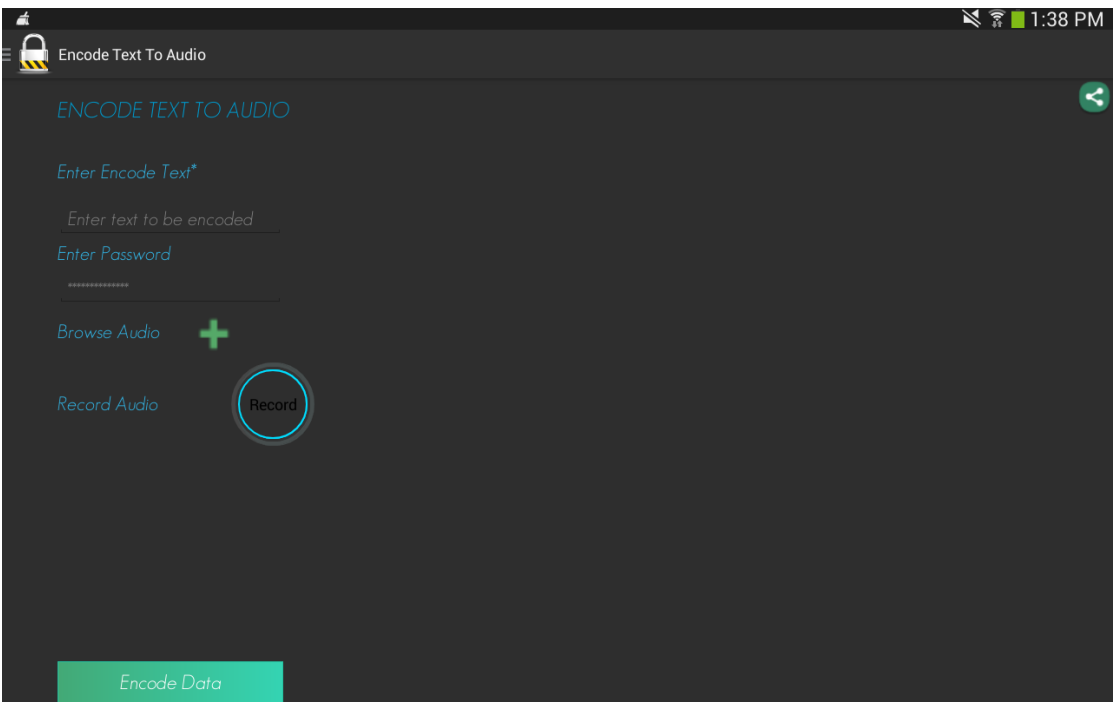 1:38 PM
Encode Text To Audio
ENCODE TEXT TO AUDIO
Enter Encode Text*
Enter text to be encoded
Enter Password
**************
Browse Audio
Record Audio
Record
Encode Data